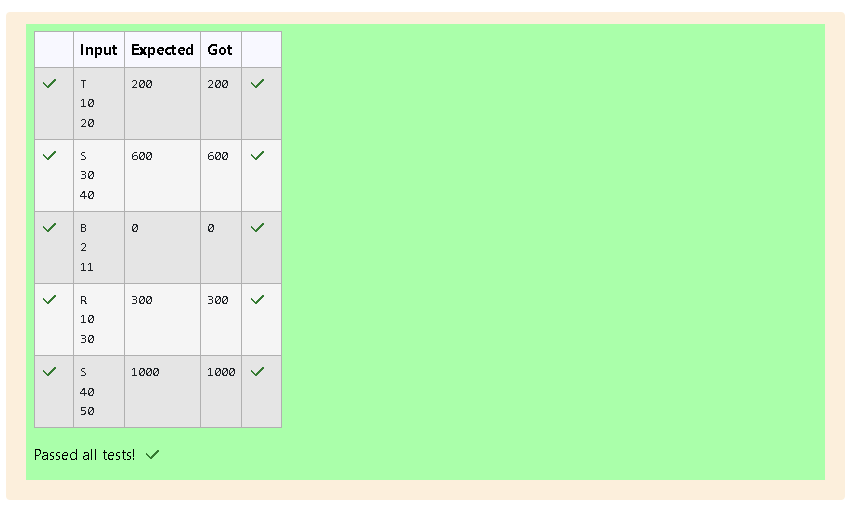 Input Expected Got
T 200 200
10
20
S 600 600
30
40
B 0 0
2
11
R 300 300
10
30
S 1000 1000
40
50
Passed all tests!